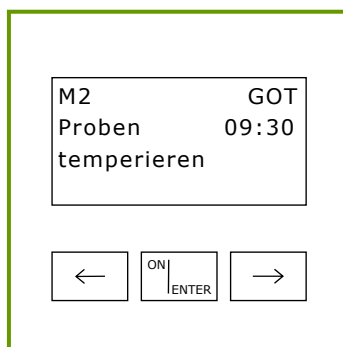 M2 GOT
Proben 09:30
temperieren
← ON ENTER →